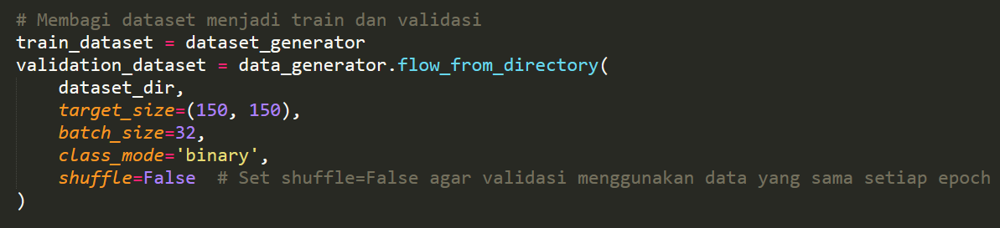 # Membagi dataset menjadi train dan validasi
train_dataset = dataset_generator
validation_dataset = data_generator.flow_from_directory(
    dataset_dir,
    target_size=(150, 150),
    batch_size=32,
    class_mode='binary',
    shuffle=False  # Set shuffle=False agar validasi menggunakan data yang sama setiap epoch
)